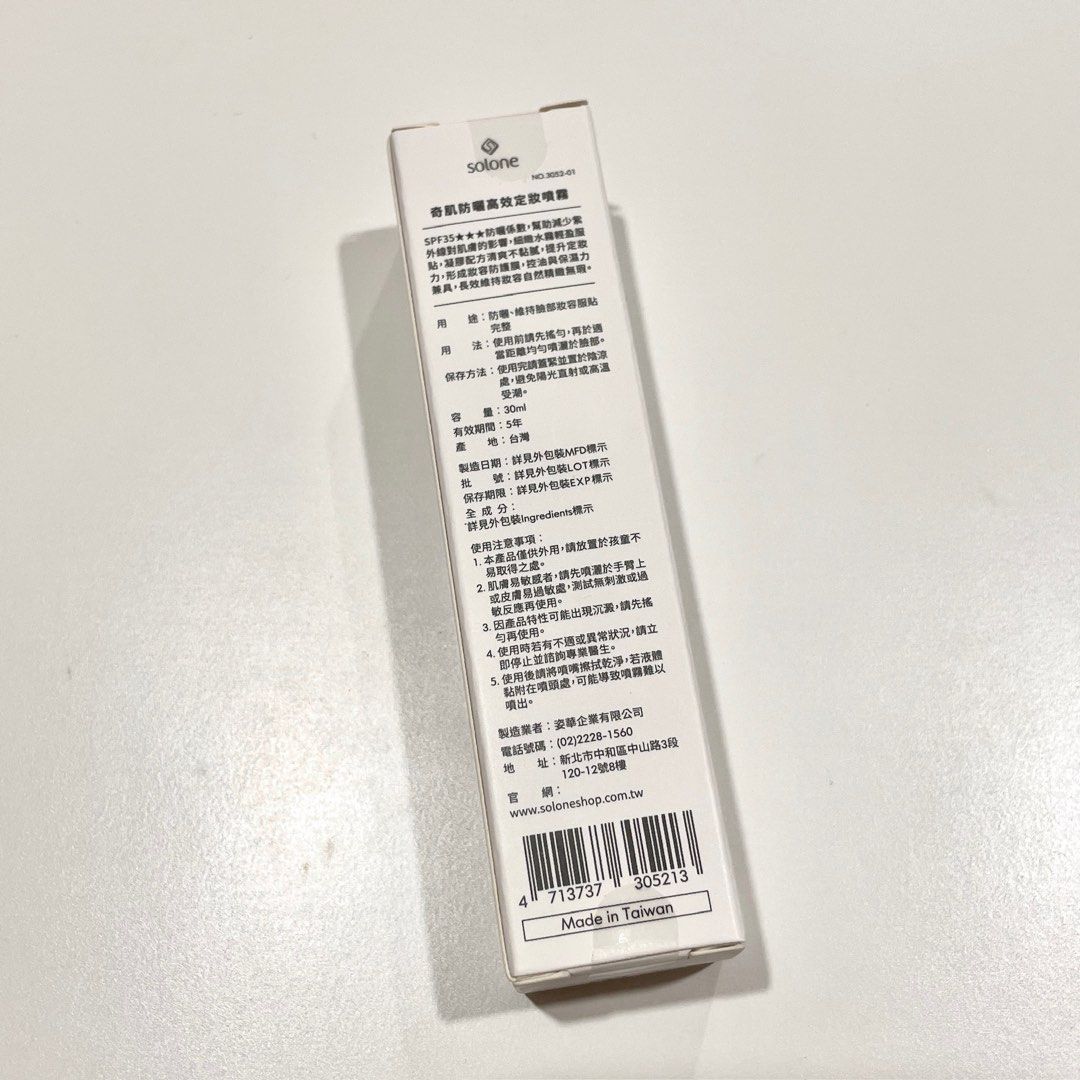 solone
NO.3052-01
奇肌防曬高效定妝噴霧
SPF35★★★防曬係數,幫助減少紫
外線對肌膚的影響,細緻水霧輕盈服
貼,凝膠配方清爽不黏膩,提升定妝
力,形成妝容防護膜,控油與保濕力
兼具,長效維持妝容自然精緻無瑕。
用 途:防曬、維持臉部妝容服貼
完整
用 法:使用前請先搖勻,再於適
當距離均勻噴灑於臉部。
保存方法:使用完請蓋緊並置於陰涼
處,避免陽光直射或高溫
受潮。
容 量:30ml
有效期間:5年
產 地:台灣
製造日期:詳見外包裝MFD標示
批 號:詳見外包裝LOT標示
保存期限:詳見外包裝EXP標示
全 成 分:
*詳見外包裝Ingredients標示
使用注意事項:
1. 本產品僅供外用,請放置於孩童不
易取得之處。
2. 肌膚易敏感者,請先噴灑於手臂上
或皮膚易過敏處,測試無刺激或過
敏反應再使用。
3. 因產品特性可能出現沉澱,請先搖
勻再使用。
4. 使用時若有不適或異常狀況,請立
即停止並諮詢專業醫生。
5. 使用後請將噴嘴擦拭乾淨,若液體
黏附在噴頭處,可能導致噴霧難以
噴出。
製造業者:姿華企業有限公司
電話號碼:(02)2228-1560
地 址:新北市中和區中山路3段
120-12號8樓
官 網:
www.soloneshop.com.tw
4 713737 305213
Made in Taiwan